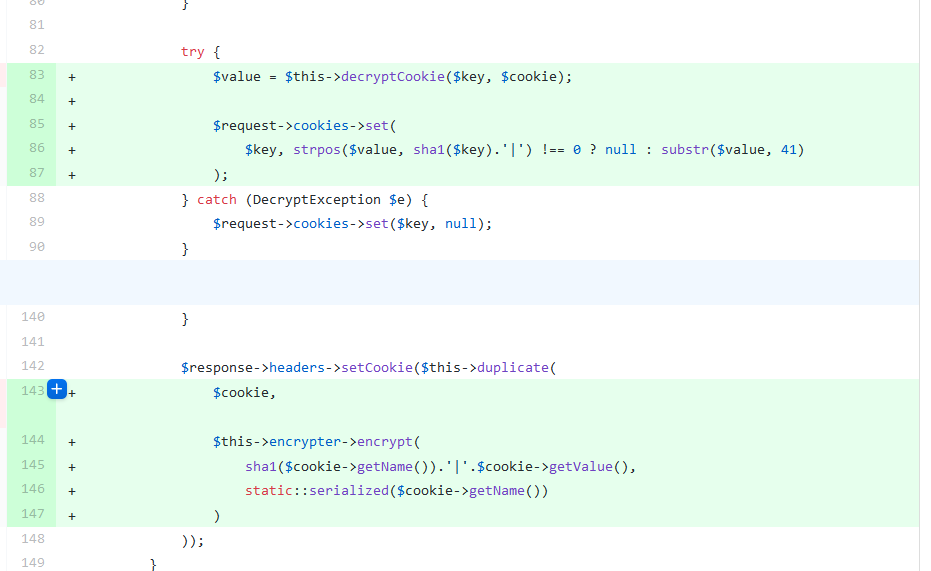 80 }
81
82 try {
83 + $value = $this->decryptCookie($key, $cookie);
84 +
85 + $request->cookies->set(
86 + $key, strpos($value, sha1($key).'|') !== 0 ? null : substr($value, 41)
87 + );
88 } catch (DecryptException $e) {
89 $request->cookies->set($key, null);
90 }
140 }
141
142 $response->headers->setCookie($this->duplicate(
143 + + $cookie,
144 + $this->encrypter->encrypt(
145 + sha1($cookie->getName()).'|'.$cookie->getValue(),
146 + static::serialized($cookie->getName())
147 + )
148 ));
149 }